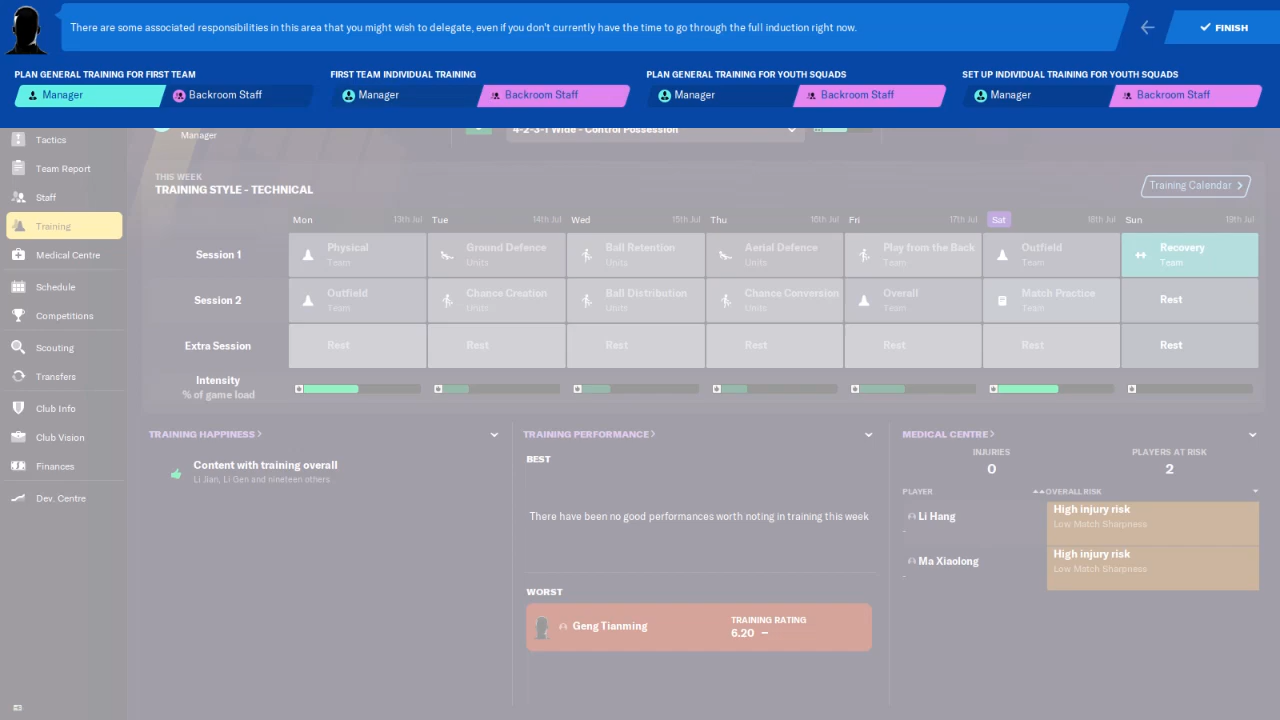 There are some associated responsibilities in this area that you might wish to delegate, even if you don't currently have the time to go through the full induction right now.
FINISH
PLAN GENERAL TRAINING FOR FIRST TEAM
FIRST TEAM INDIVIDUAL TRAINING
PLAN GENERAL TRAINING FOR YOUTH SQUADS
SET UP INDIVIDUAL TRAINING FOR YOUTH SQUADS
Manager Backroom Staff
Manager Backroom Staff
Manager Backroom Staff
Manager Backroom Staff
Manager
4-2-3-1 Wide - Control Possession
Tactics
Team Report
Staff
Training
Medical Centre
Schedule
Competitions
Scouting
Transfers
Club Info
Club Vision
Finances
Dev. Centre
THIS WEEK
TRAINING STYLE - TECHNICAL
Training Calendar
Mon 13th Jul Tue 14th Jul Wed 15th Jul Thu 16th Jul Fri 17th Jul Sat 18th Jul Sun 19th Jul
Session 1
Physical Ground Defence Ball Retention Aerial Defence Play from the Back Outfield Recovery
Team Units Units Units Team Team Team
Session 2
Outfield Chance Creation Ball Distribution Chance Conversion Overall Match Practice Rest
Team Units Units Units Team Team
Extra Session
Rest Rest Rest Rest Rest Rest Rest
Intensity
% of game load
TRAINING HAPPINESS
Content with training overall
Li Jian, Li Gen and nineteen others
TRAINING PERFORMANCE
BEST
There have been no good performances worth noting in training this week
WORST
Geng Tianming
TRAINING RATING
6.20 –
MEDICAL CENTRE
INJURIES
0
PLAYERS AT RISK
2
PLAYER OVERALL RISK
Li Hang
-
High injury risk
Low Match Sharpness
Ma Xiaolong
-
High injury risk
Low Match Sharpness